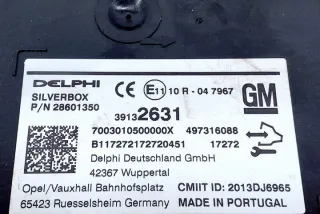 DELPHI
SILVERBOX
P/N 28601350
CE E11 10 R - 04 7967
GM
39132631
7003010500000X 497316088
B117272172720451 17272
Delphi Deutschland GmbH
42367 Wuppertal
Opel/Vauxhall Bahnhofsplatz
CMIIT ID: 2013DJ6965
65423 Ruesselsheim Germany
MADE IN PORTUGAL